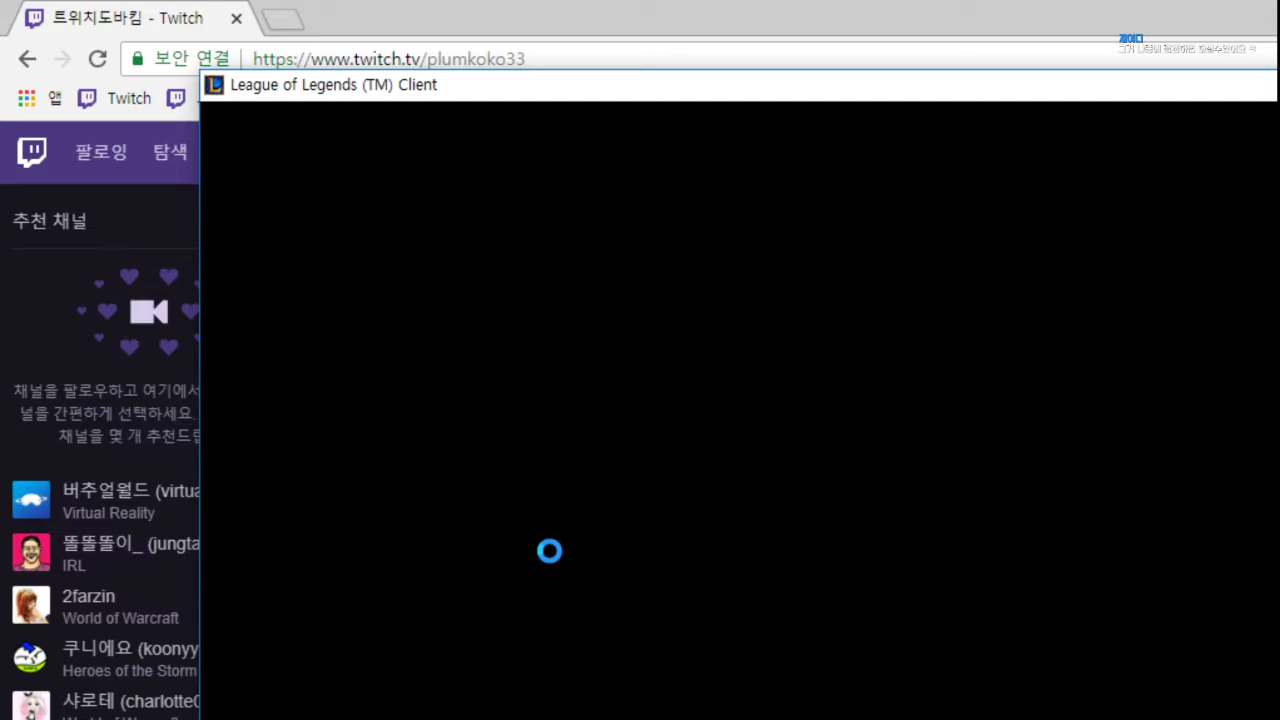 트위치도바킴 - Twitch
보안 연결
https://www.twitch.tv/plumkoko33
League of Legends (TM) Client
앱
Twitch
팔로잉
탐색
추천 채널
채널을 팔로우하고 여기에서
널을 간편하게 선택하세요.
채널을 몇 개 추천드
버추얼월드 (virtua
Virtual Reality
똘똘똘이_ (jungta
IRL
2farzin
World of Warcraft
쿠니에요 (koonyy
Heroes of the Storm
샤로테 (charlotte
World of Warcraft